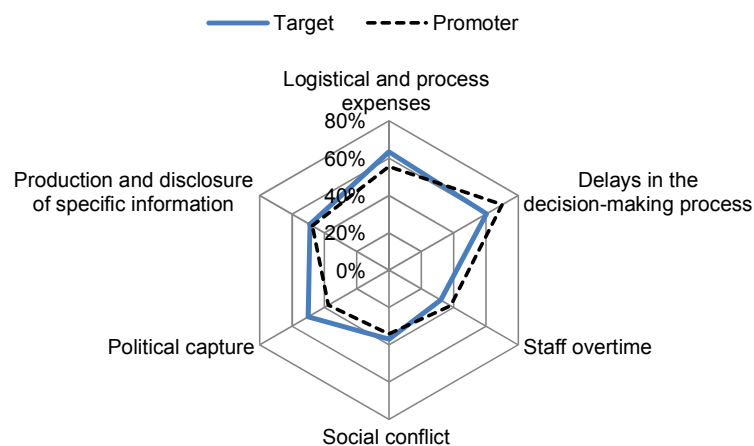 Target Promoter
Logistical and process
expenses
80%
60%
40%
20%
0%
Delays in the
decision-making process
Staff overtime
Social conflict
Political capture
Production and disclosure
of specific information